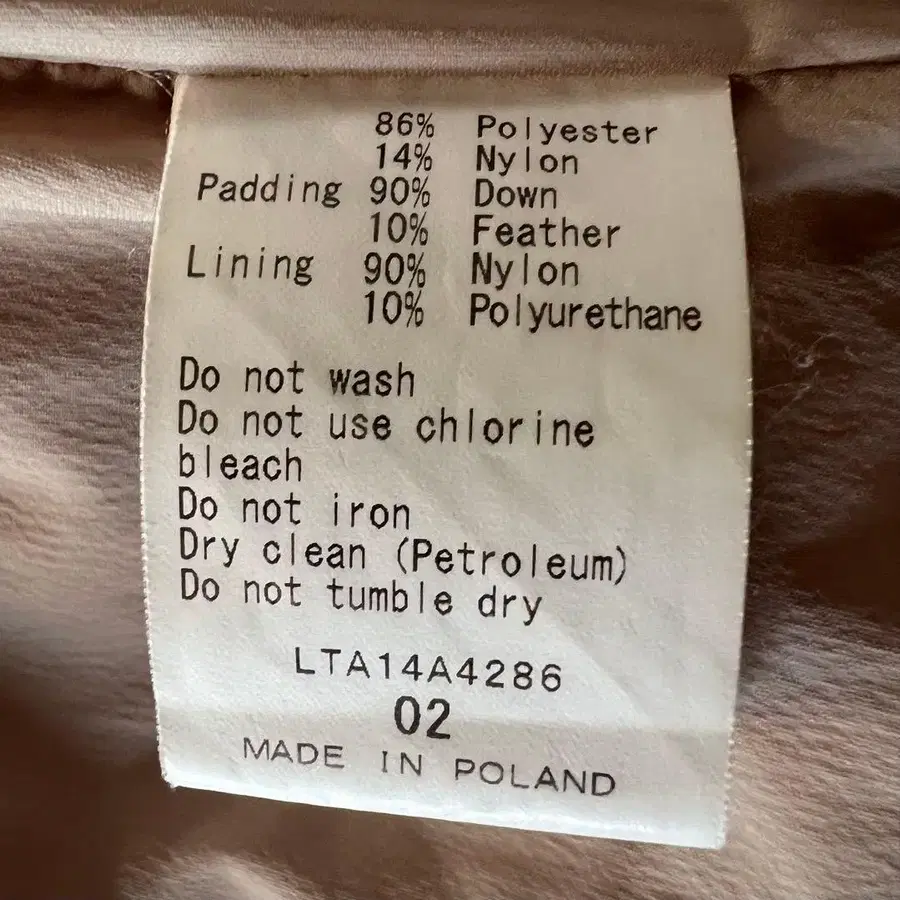 86% Polyester
14% Nylon
Padding 90% Down
10% Feather
Lining 90% Nylon
10% Polyurethane
Do not wash
Do not use chlorine
bleach
Do not iron
Dry clean (Petroleum)
Do not tumble dry
LTA14A4286
02
MADE IN POLAND